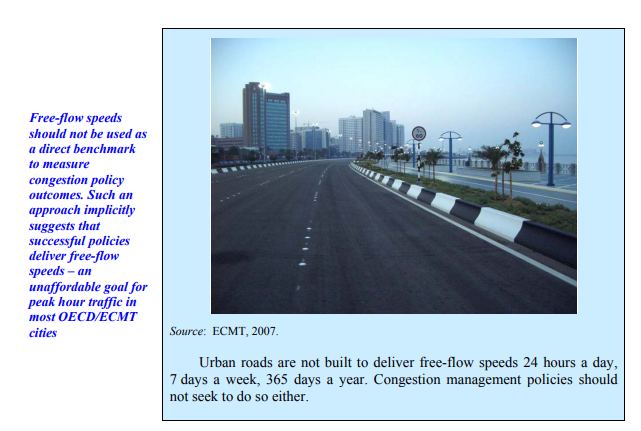 Free-flow speeds
should not be used as
a direct benchmark
to measure
congestion policy
outcomes. Such an
approach implicitly
suggests that
successful policies
deliver free-flow
speeds – an
unaffordable goal for
peak hour traffic in
most OECD/ECMT
cities
Source: ECMT, 2007.
Urban roads are not built to deliver free-flow speeds 24 hours a day,
7 days a week, 365 days a year. Congestion management policies should
not seek to do so either.